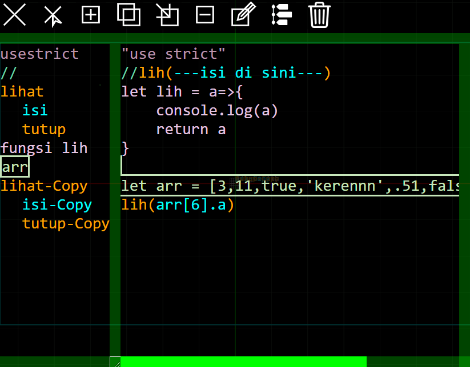 usestrict
//
lihat
isi
tutup
fungsi lih
arr
lihat-Copy
isi-Copy
tutup-Copy
"use strict"
//lih(---isi di sini---)
let lih = a=>{
console.log(a)
return a
}
let arr = [3,11,true,'kerennn',.51,fals
lih(arr[6].a)